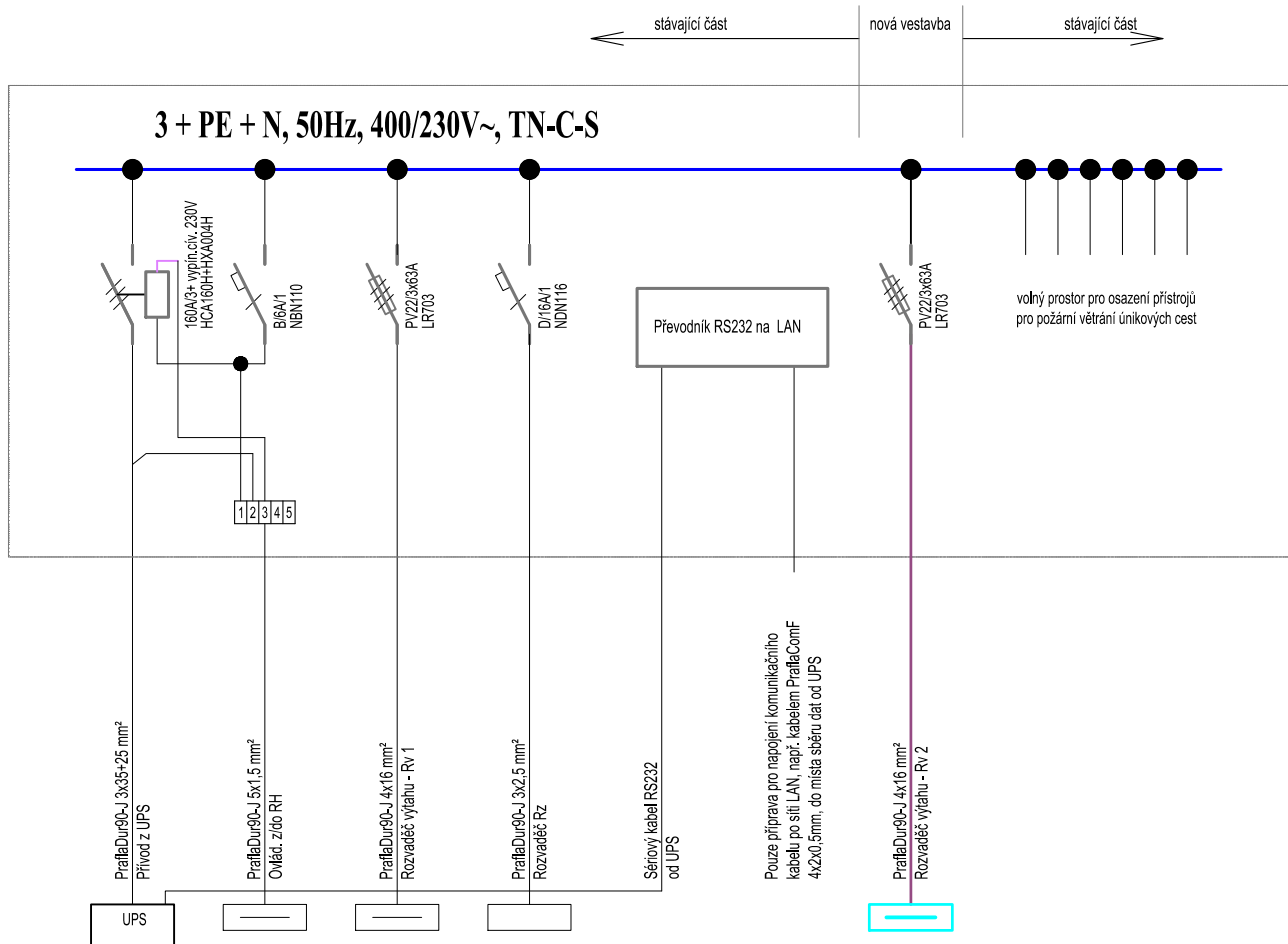 stávající část
nová vestavba
stávající část
3 + PE + N, 50Hz, 400/230V~, TN-C-S
160A/3+ vypín.cív. 230V
HCA160H+HXA004H
B/6A/1
NBN110
PV22/3x63A
LR703
D/16A/1
NDN116
Převodník RS232 na LAN
PV22/3x63A
LR703
volný prostor pro osazení přístrojů
pro požární větrání únikových cest
1 2 3 4 5
PraflaDur90-J 3x35+25 mm²
Přívod z UPS
PraflaDur90-J 5x1,5 mm²
Ovlád. z/do RH
PraflaDur90-J 4x16 mm²
Rozvaděč výtahu - Rv 1
PraflaDur90-J 3x2,5 mm²
Rozvaděč Rz
Sériový kabel RS232
od UPS
Pouze příprava pro napojení komunikačního
kabelu po síti LAN, např. kabelem PraflaComF
4x2x0,5mm, do místa sběru dat od UPS
PraflaDur90-J 4x16 mm²
Rozvaděč výtahu - Rv 2
UPS